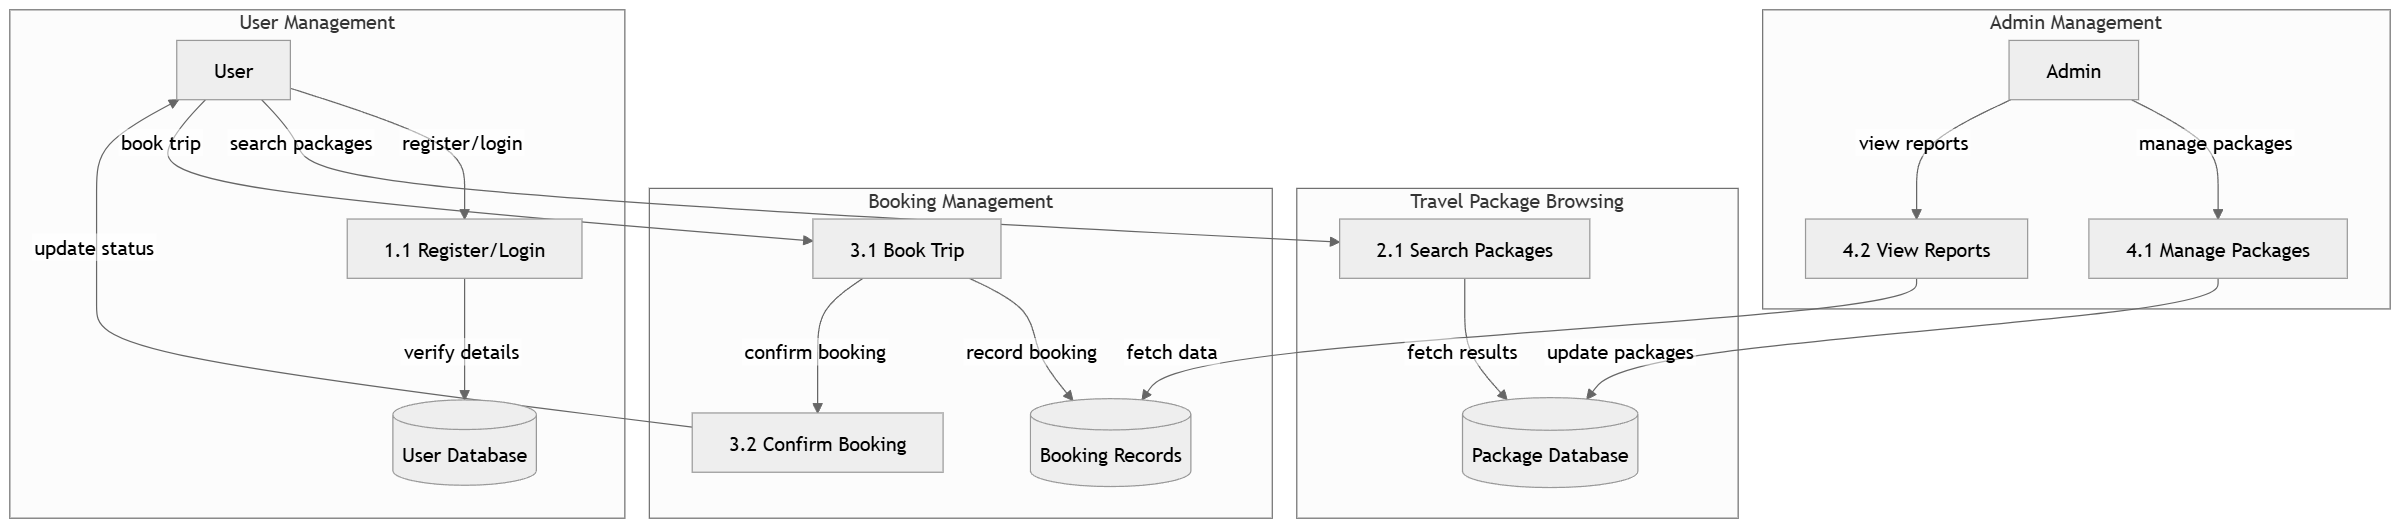 User Management
Admin Management
User
Admin
book trip
search packages
register/login
view reports
manage packages
Booking Management
Travel Package Browsing
update status
1.1 Register/Login
3.1 Book Trip
2.1 Search Packages
4.2 View Reports
4.1 Manage Packages
verify details
confirm booking
record booking
fetch data
fetch results
update packages
User Database
3.2 Confirm Booking
Booking Records
Package Database